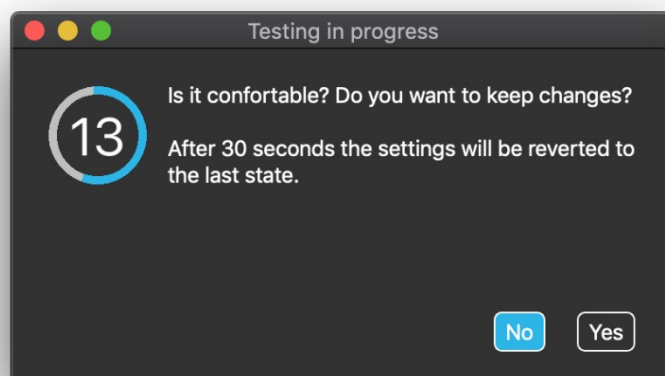 Testing in progress
13
Is it confortable? Do you want to keep changes?
After 30 seconds the settings will be reverted to
the last state.
No
Yes